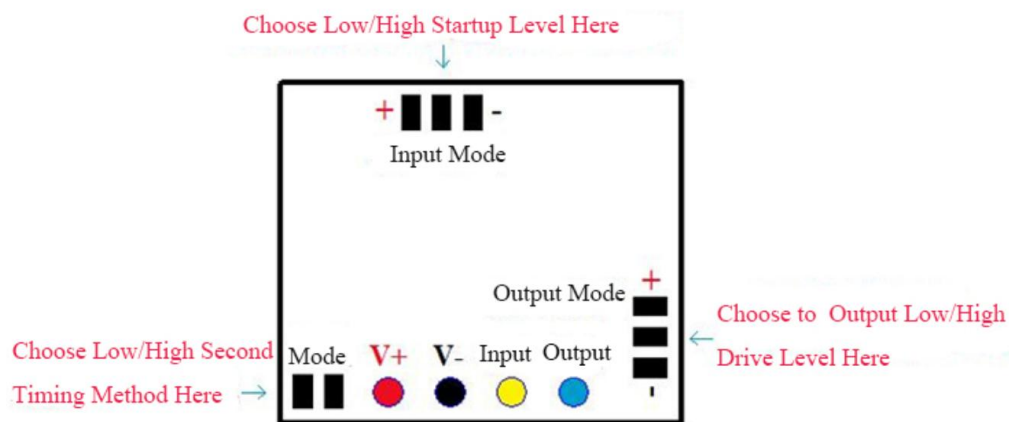 Choose Low/High Startup Level Here
+ -
Input Mode
+
Output Mode
Choose to Output Low/High
Drive Level Here
-
Choose Low/High Second
Timing Method Here
Mode V+ V- Input Output